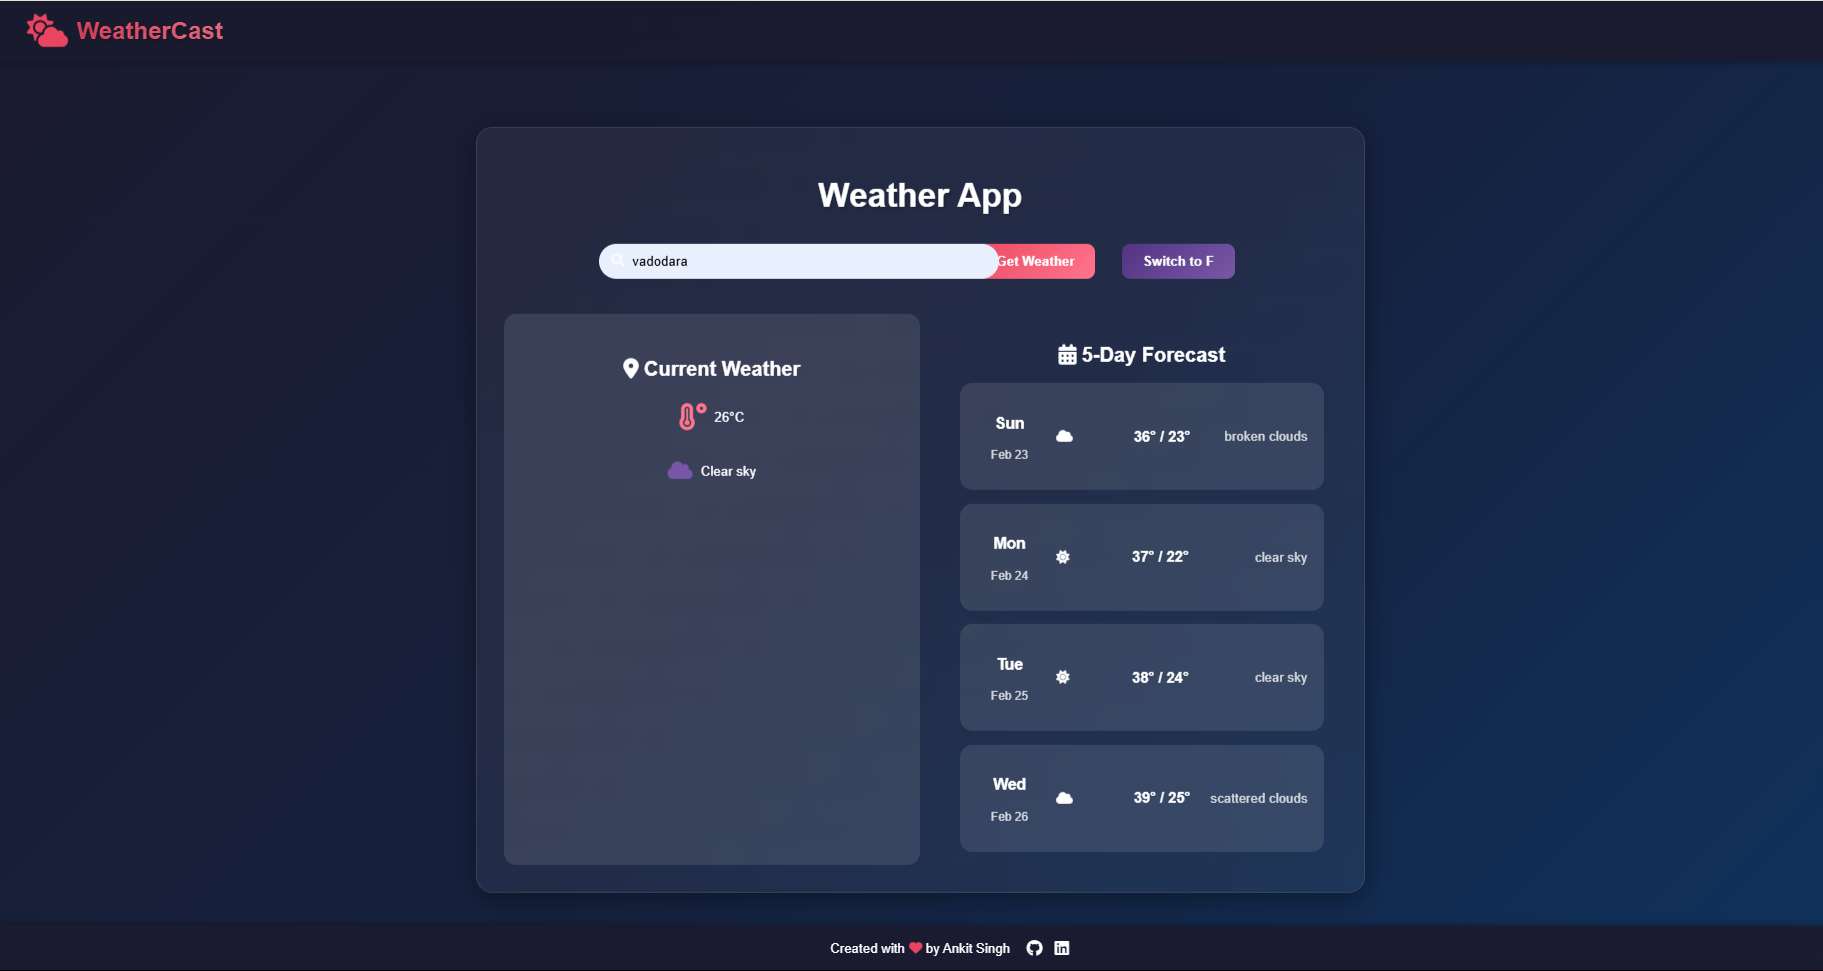 WeatherCast
Weather App
vadodara
Get Weather
Switch to F
Current Weather
26°C
Clear sky
5-Day Forecast
Sun
Feb 23
36° / 23°
broken clouds
Mon
Feb 24
37° / 22°
clear sky
Tue
Feb 25
38° / 24°
clear sky
Wed
Feb 26
39° / 25°
scattered clouds
Created with ❤ by Ankit Singh